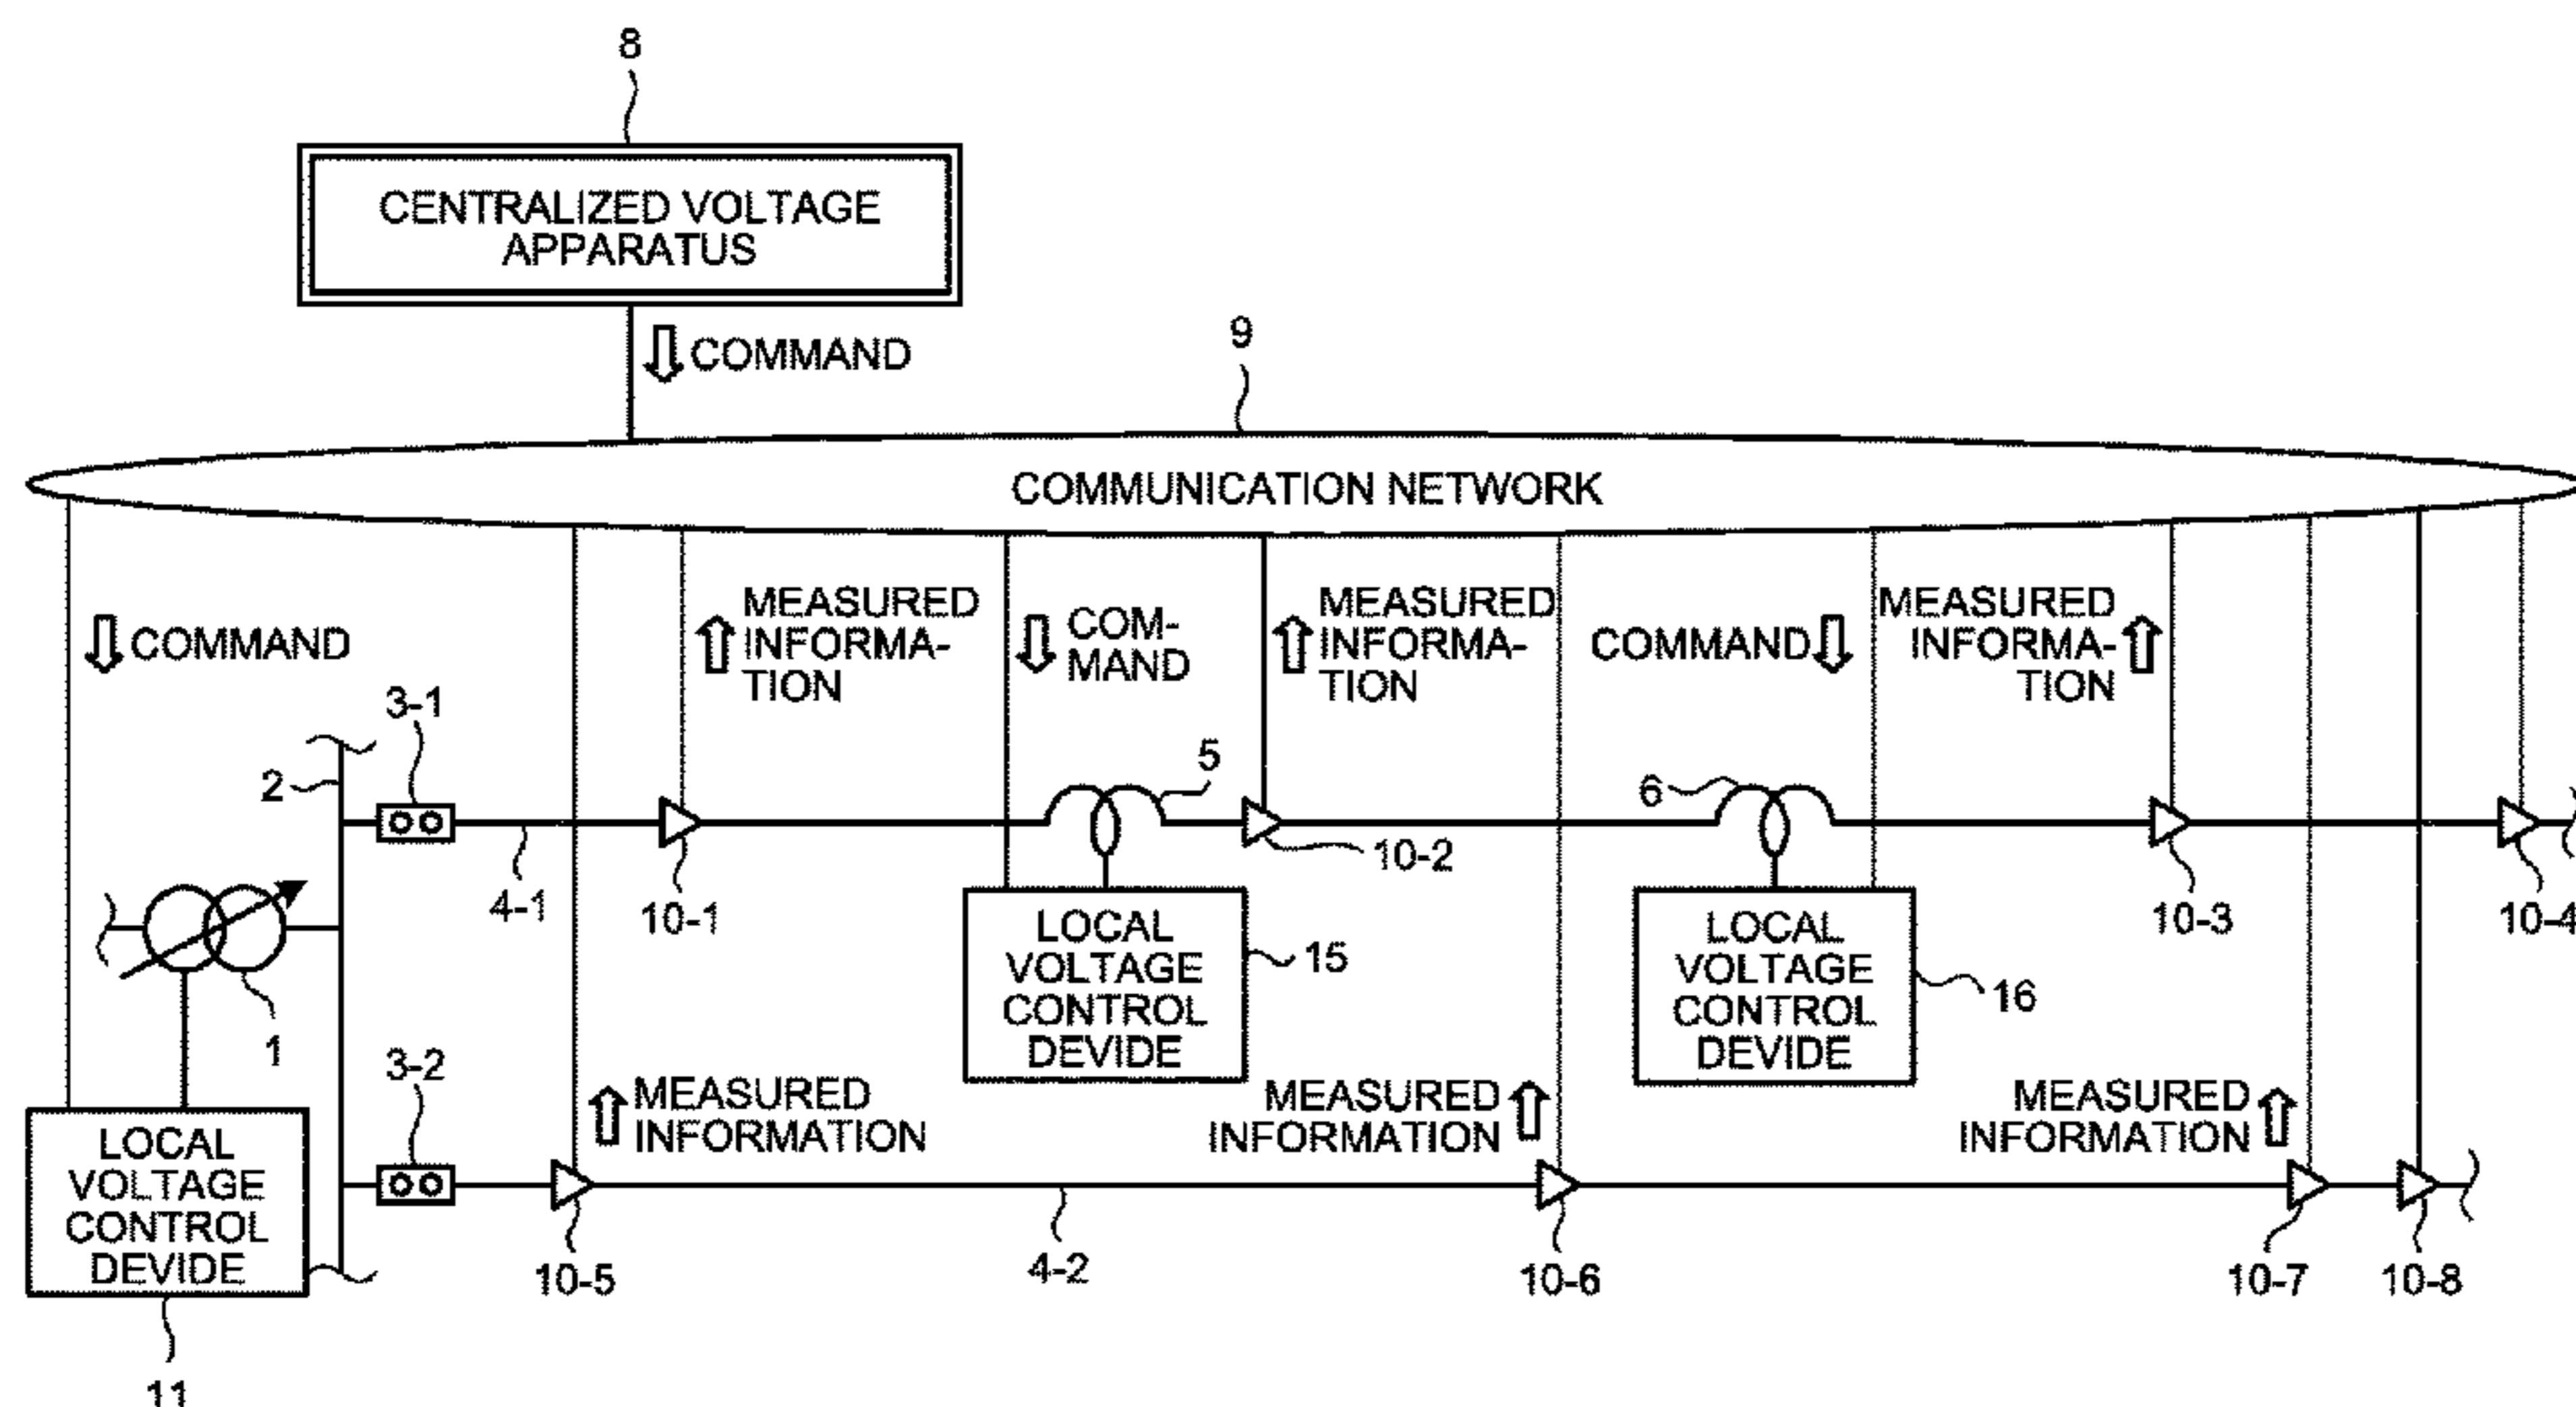 8
CENTRALIZED VOLTAGE
APPARATUS
COMMAND
9
COMMUNICATION NETWORK
COMMAND
MEASURED
INFORMA-
TION
COM-
MAND
MEASURED
INFORMA-
TION
COMMAND
MEASURED
INFORMA-
TION
3-1
2
5
6
4-1
10-1
10-2
10-3
10-4
1
LOCAL
VOLTAGE
CONTROL
DEVIDE
15
LOCAL
VOLTAGE
CONTROL
DEVIDE
16
3-2
MEASURED
INFORMATION
MEASURED
INFORMATION
MEASURED
INFORMATION
LOCAL
VOLTAGE
CONTROL
DEVIDE
10-5
4-2
10-6
10-7
10-8
11